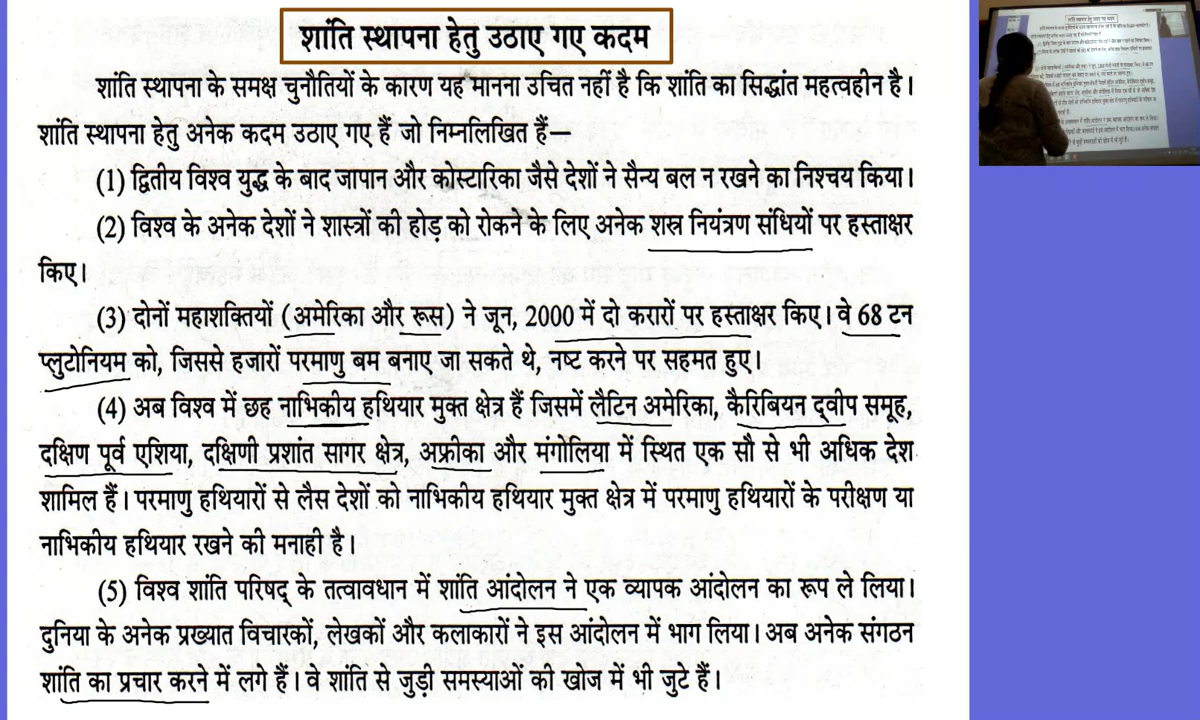 शांति स्थापना हेतु उठाए गए कदम
शांति स्थापना के समक्ष चुनौतियों के कारण यह मानना उचित नहीं है कि शांति का सिद्धांत महत्वहीन है।
शांति स्थापना हेतु अनेक कदम उठाए गए हैं जो निम्नलिखित हैं—
(1) द्वितीय विश्व युद्ध के बाद जापान और कोस्टारिका जैसे देशों ने सैन्य बल न रखने का निश्चय किया।
(2) विश्व के अनेक देशों ने शास्त्रों की होड़ को रोकने के लिए अनेक शस्त्र नियंत्रण संधियों पर हस्ताक्षर
किए।
(3) दोनों महाशक्तियों (अमेरिका और रूस) ने जून, 2000 में दो करारों पर हस्ताक्षर किए। वे 68 टन
प्लुटोनियम को, जिससे हजारों परमाणु बम बनाए जा सकते थे, नष्ट करने पर सहमत हुए।
(4) अब विश्व में छह नाभिकीय हथियार मुक्त क्षेत्र हैं जिसमें लैटिन अमेरिका, कैरिबियन द्वीप समूह,
दक्षिण पूर्व एशिया, दक्षिणी प्रशांत सागर क्षेत्र, अफ्रीका और मंगोलिया में स्थित एक सौ से भी अधिक देश
शामिल हैं। परमाणु हथियारों से लैस देशों को नाभिकीय हथियार मुक्त क्षेत्र में परमाणु हथियारों के परीक्षण या
नाभिकीय हथियार रखने की मनाही है।
(5) विश्व शांति परिषद् के तत्वावधान में शांति आंदोलन ने एक व्यापक आंदोलन का रूप ले लिया।
दुनिया के अनेक प्रख्यात विचारकों, लेखकों और कलाकारों ने इस आंदोलन में भाग लिया। अब अनेक संगठन
शांति का प्रचार करने में लगे हैं। वे शांति से जुड़ी समस्याओं की खोज में भी जुटे हैं।